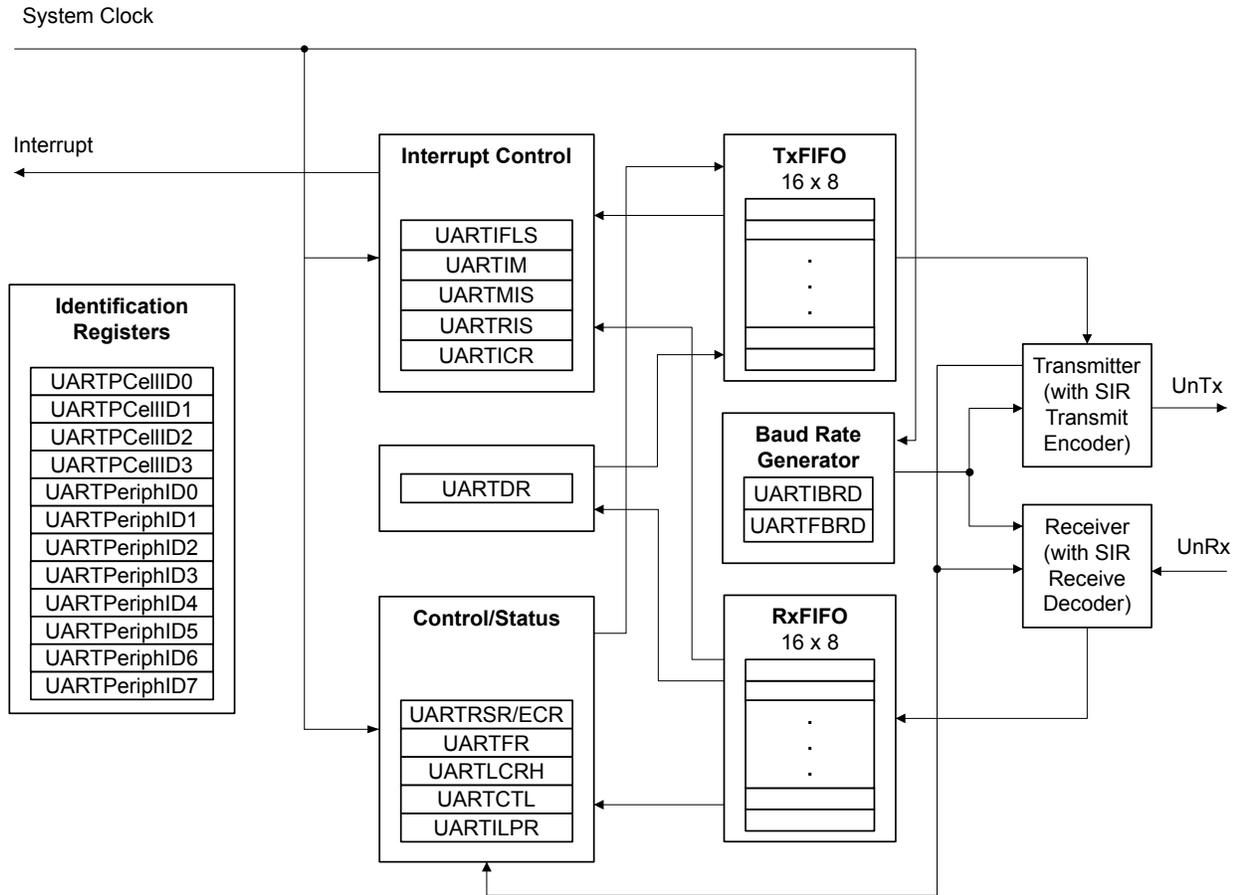 System Clock
Interrupt
Identification
Registers
UARTPCellID0
UARTPCellID1
UARTPCellID2
UARTPCellID3
UARTPeriphID0
UARTPeriphID1
UARTPeriphID2
UARTPeriphID3
UARTPeriphID4
UARTPeriphID5
UARTPeriphID6
UARTPeriphID7
Interrupt Control
UARTIFLS
UARTIM
UARTMIS
UARTRIS
UARTICR
UARTDR
Control/Status
UARTRSR/ECR
UARTFR
UARTLCRH
UARTCTL
UARTILPR
TxFIFO
16 x 8
.
.
.
Baud Rate
Generator
UARTIBRD
UARTFBRD
RxFIFO
16 x 8
.
.
.
Transmitter
(with SIR
Transmit
Encoder)
UnTx
Receiver
(with SIR
Receive
Decoder)
UnRx